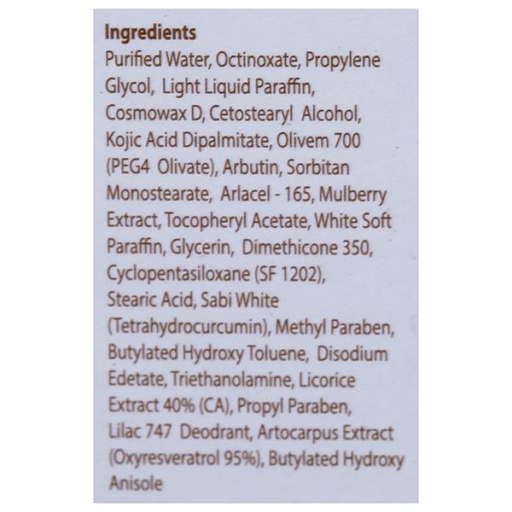 Ingredients
Purified Water, Octinoxate, Propylene
Glycol, Light Liquid Paraffin,
Cosmowax D, Cetostearyl Alcohol,
Kojic Acid Dipalmitate, Olivem 700
(PEG4 Olivate), Arbutin, Sorbitan
Monostearate, Arlacel - 165, Mulberry
Extract, Tocopheryl Acetate, White Soft
Paraffin, Glycerin, Dimethicone 350,
Cyclopentasiloxane (SF 1202),
Stearic Acid, Sabi White
(Tetrahydrocurcumin), Methyl Paraben,
Butylated Hydroxy Toluene, Disodium
Edetate, Triethanolamine, Licorice
Extract 40% (CA), Propyl Paraben,
Lilac 747 Deodrant, Artocarpus Extract
(Oxyresveratrol 95%), Butylated Hydroxy
Anisole